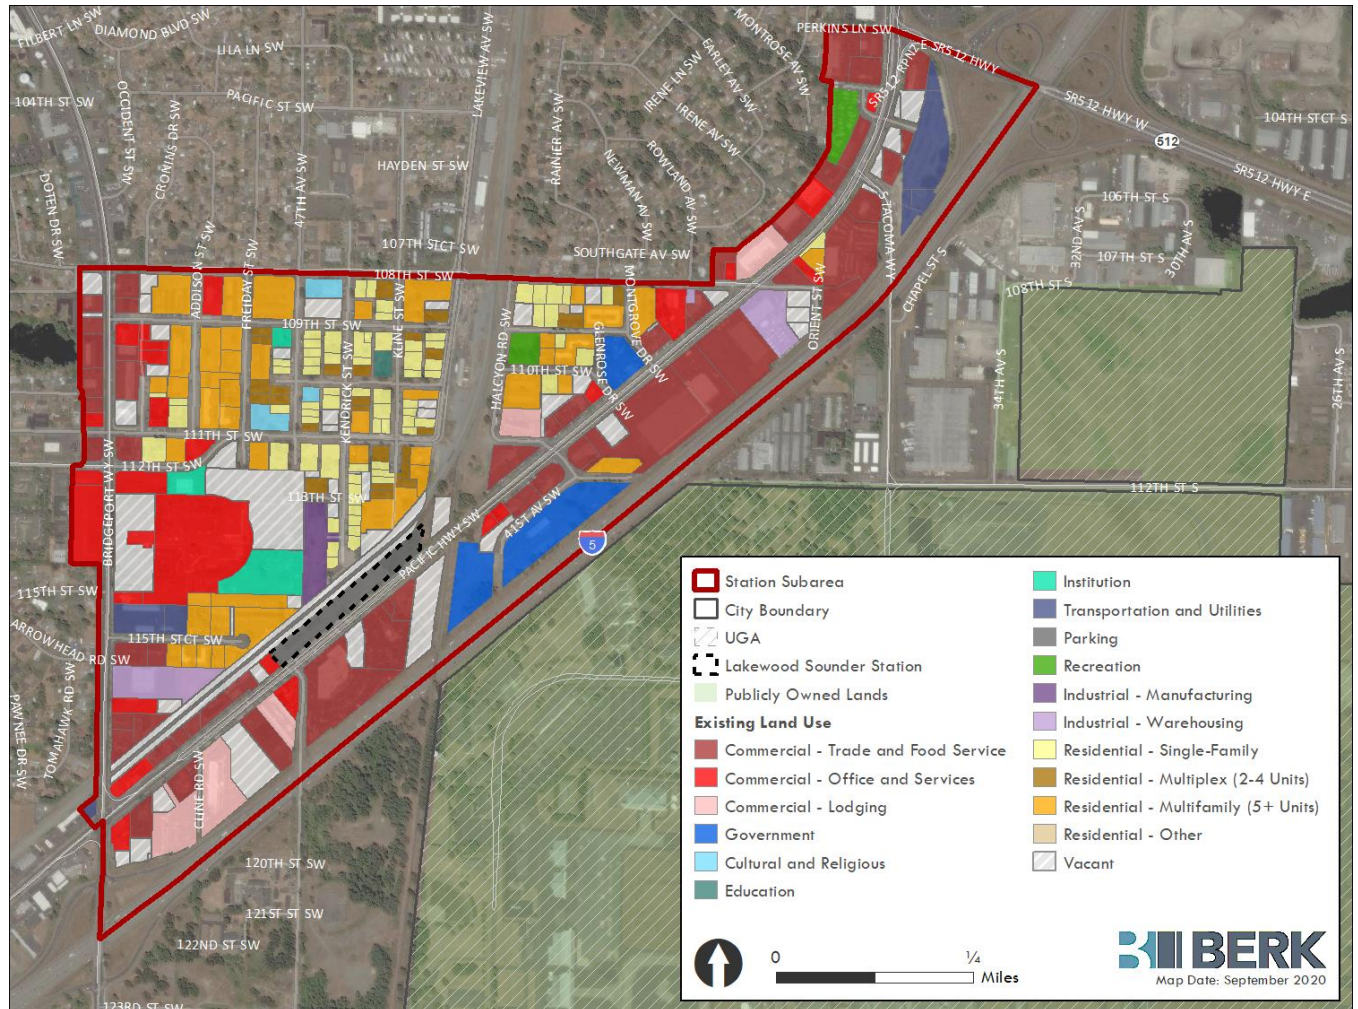 PERKINS LN SW
FILBERT LN SW
DIAMOND BLVD SW
LILA LN SW
LAKEVIEW AV SW
MONTROSE AV SW
EARLEY AV SW
IRENE LN SW
SR512 RPN2 E
SR512 HWY
104TH ST SW
OCCIDENT ST SW
PACIFIC ST SW
CRONINS DR SW
RAINIER AV SW
IRENE AV SW
SR512 HWY W
512
104TH STCT S
HAYDEN ST SW
ROWLAND AV SW
NEWMAN AV SW
SR512 HWY E
DOTEN DR SW
47TH AV SW
106TH ST S
32ND AV S
30TH AV S
107TH STCT SW
SOUTHGATE AV SW
S TACOMA WY
107TH ST S
ADDISON ST SW
FREIDAY ST SW
108TH ST SW
KLINE ST SW
MONTGROVE DR SW
ORIENT ST SW
CHAPEL ST S
108TH ST S
109TH ST SW
HALCYON RD SW
GLENROSE DR SW
110TH ST SW
KENDRICK ST SW
34TH AV S
26TH AV S
111TH ST SW
112TH ST SW
BRIDGEPORT WY SW
113TH ST SW
PACIFIC HWY SW
41ST AV SW
112TH ST S
5
115TH ST SW
ARROWHEAD RD SW
115TH STCT SW
TOMAHAWK RD SW
PAWNEE DR SW
CLINE RD SW
120TH ST SW
121ST ST SW
122ND ST SW
123RD ST SW
Station Subarea
City Boundary
UGA
Lakewood Sounder Station
Publicly Owned Lands
Existing Land Use
Commercial - Trade and Food Service
Commercial - Office and Services
Commercial - Lodging
Government
Cultural and Religious
Education
Institution
Transportation and Utilities
Parking
Recreation
Industrial - Manufacturing
Industrial - Warehousing
Residential - Single-Family
Residential - Multiplex (2-4 Units)
Residential - Multifamily (5+ Units)
Residential - Other
Vacant
0 ¼
Miles
BERK
Map Date: September 2020